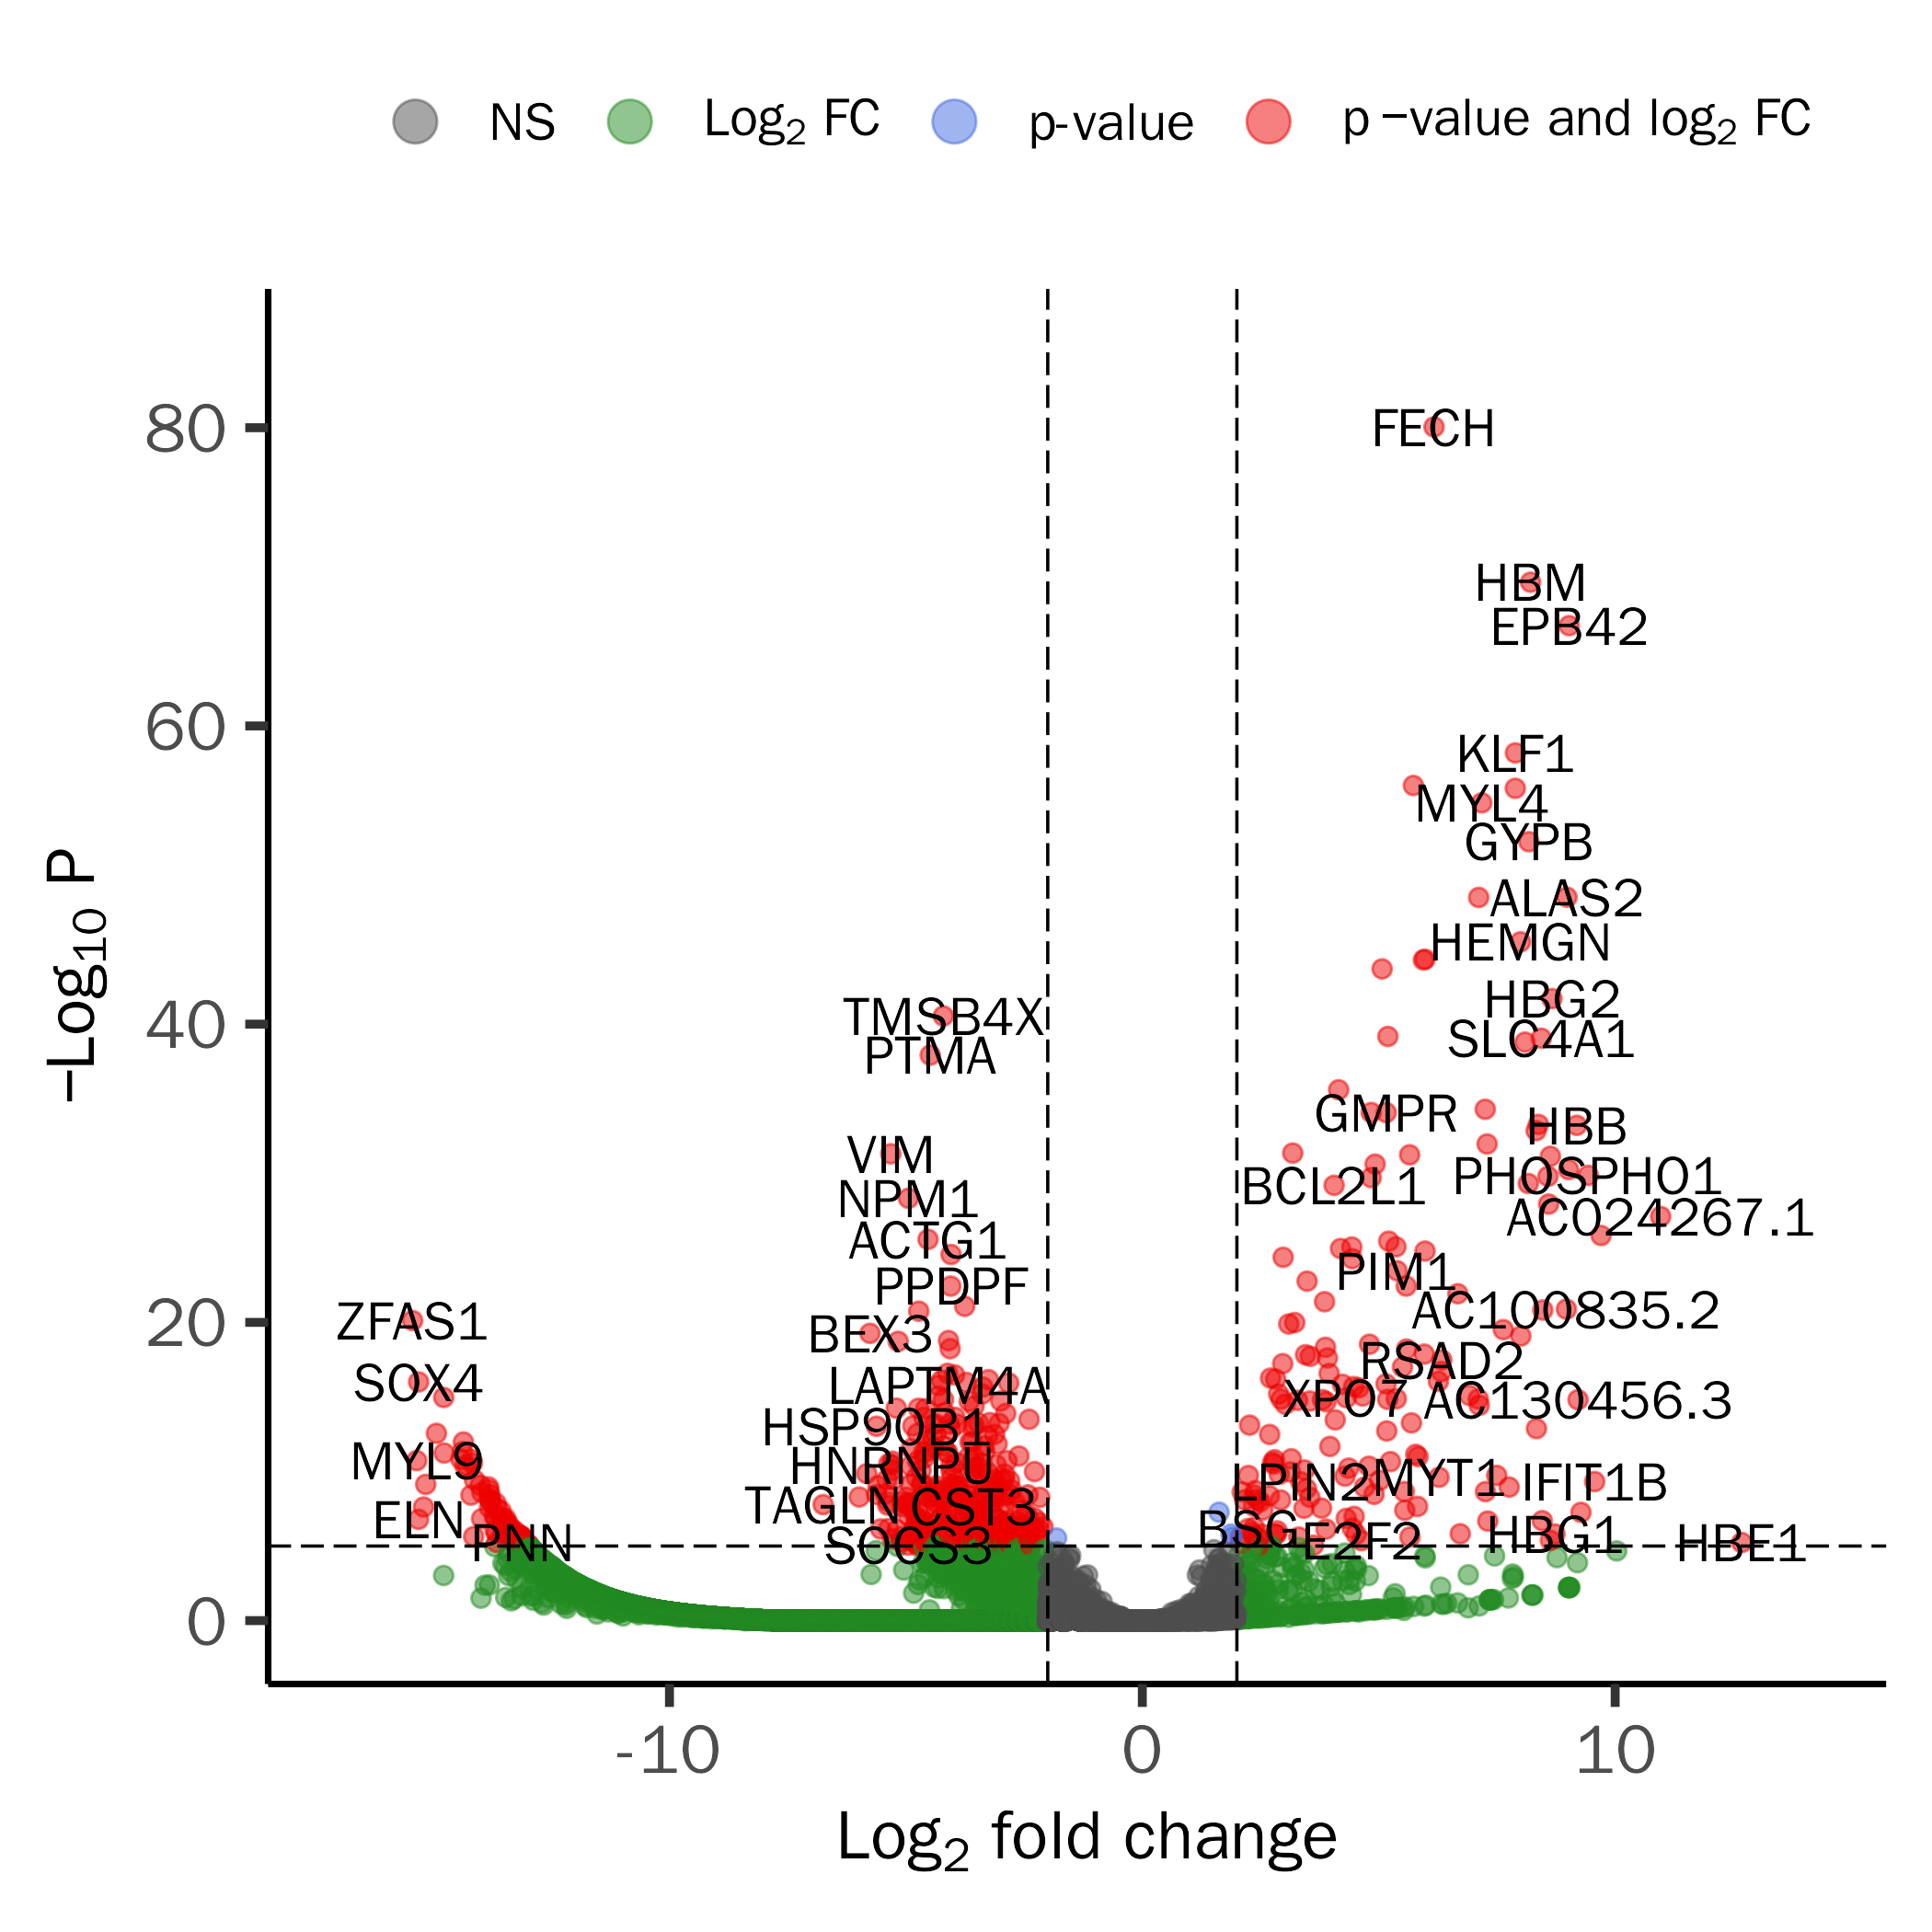 NS Log2 FC p-value p −value and log2 FC
80
60
40
20
0
−Log10 P
FECH
HBM
EPB42
KLF1
MYL4
GYPB
ALAS2
HEMGN
HBG2
TMSB4X
SLC4A1
PTMA
GMPR
HBB
VIM
PHOSPHO1
BCL2L1
NPM1
AC024267.1
ACTG1
PIM1
PPDPF
AC100835.2
ZFAS1
BEX3
RSAD2
SOX4
LAPTM4A
XPO7
AC130456.3
HSP90B1
MYL9
HNRNPU
LPIN2
MYT1
IFIT1B
TAGLN
CST3
ELN
BSG
HBG1
E2F2
PNN
SOCS3
HBE1
-10 0 10
Log2 fold change